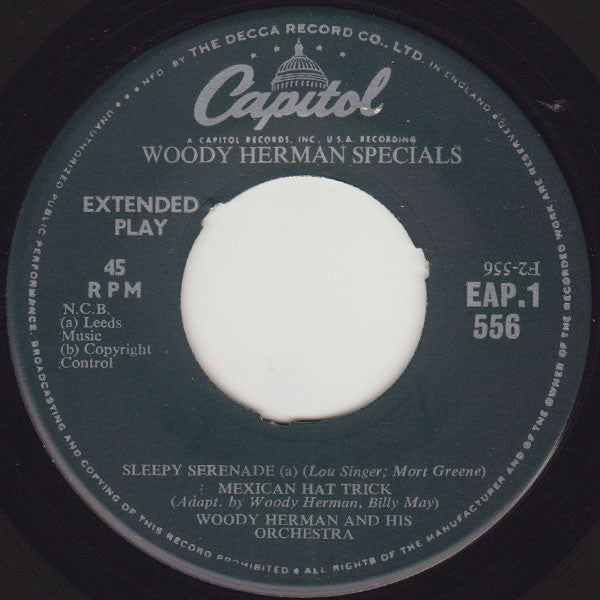 MFD. BY THE DECCA RECORD CO., LTD. IN ENGLAND
Capitol
A CAPITOL RECORDS, INC., U.S.A. RECORDING
WOODY HERMAN SPECIALS
EXTENDED
PLAY
45
RPM
N.C.B.
(a) Leeds
Music
(b) Copyright
Control
F2-556
EAP.1
556
SLEEPY SERENADE (a) (Lou Singer; Mort Greene)
MEXICAN HAT TRICK
(Adapt. by Woody Herman, Billy May)
WOODY HERMAN AND HIS
ORCHESTRA
ALL RIGHTS OF THE MANUFACTURER AND OF THE OWNER OF THE RECORDED WORK ARE RESERVED. UNAUTHORIZED PUBLIC PERFORMANCE, BROADCASTING AND COPYING OF THIS RECORD PROHIBITED